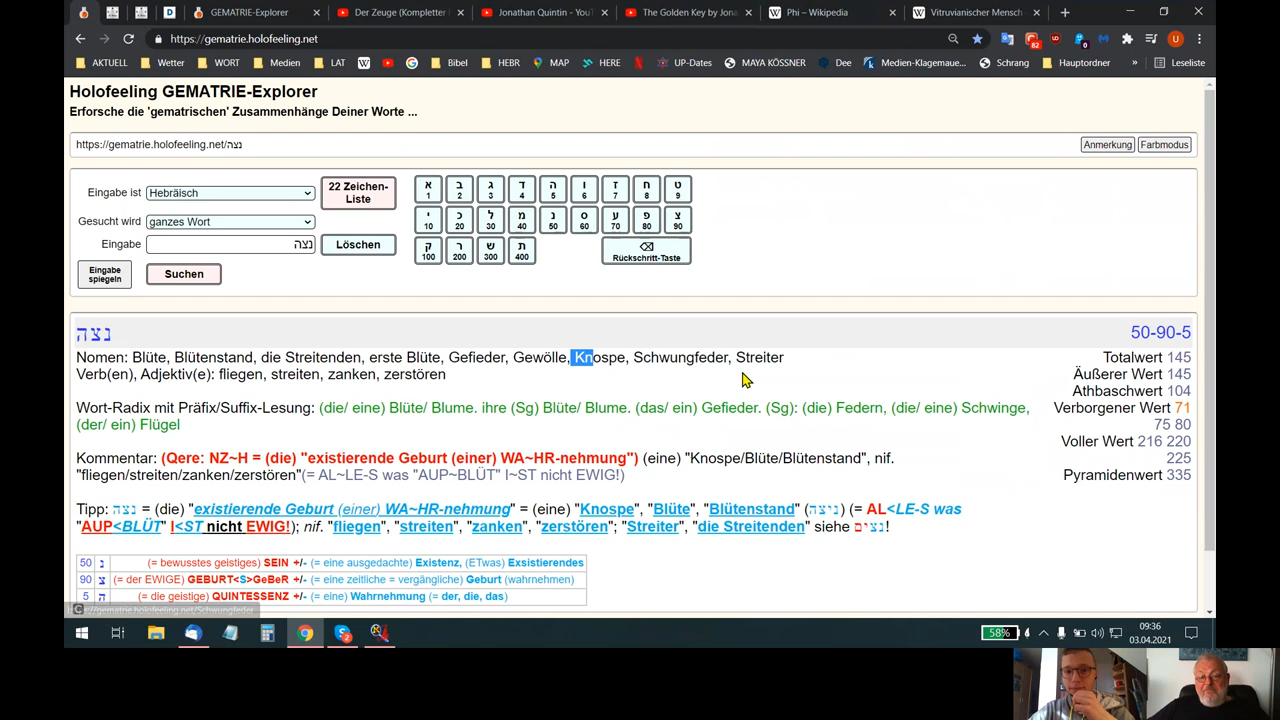 GEMATRIE-Explorer
Der Zeuge (Kompletter
Jonathan Quintin - YouT
The Golden Key by Jona
Phi – Wikipedia
Vitruvianischer Mensch
https://gematrie.holofeeling.net
82
0
U
AKTUELL Wetter WORT Medien LAT Bibel HEBR MAP HERE UP-Dates MAYA KÖSSNER Dee Medien-Klagemaue... Schrang Hauptordner » Leseliste
Holofeeling GEMATRIE-Explorer
Erforsche die 'gematrischen' Zusammenhänge Deiner Worte ...
https://gematrie.holofeeling.net/נצה
Anmerkung Farbmodus
Eingabe ist Hebräisch
22 Zeichen-Liste
Gesucht wird ganzes Wort
Eingabe נצה Löschen
Eingabe spiegeln
Suchen
א ב ג ד ה ו ז ח ט
1 2 3 4 5 6 7 8 9
י כ ל מ נ ס ע פ צ
10 20 30 40 50 60 70 80 90
ק ר ש ת ⌫
100 200 300 400 Rückschritt-Taste
נצה 50-90-5
Nomen: Blüte, Blütenstand, die Streitenden, erste Blüte, Gefieder, Gewölle, Knospe, Schwungfeder, Streiter
Verb(en), Adjektiv(e): fliegen, streiten, zanken, zerstören
Wort-Radix mit Präfix/Suffix-Lesung: (die/ eine) Blüte/ Blume. ihre (Sg) Blüte/ Blume. (das/ ein) Gefieder. (Sg): (die) Federn, (die/ eine) Schwinge,
(der/ ein) Flügel
Kommentar: (Qere: NZ~H = (die) "existierende Geburt (einer) WA~HR-nehmung") (eine) "Knospe/Blüte/Blütenstand", nif.
"fliegen/streiten/zanken/zerstören"(= AL~LE-S was "AUP~BLÜT" I~ST nicht EWIG!)
Tipp: נצה = (die) "existierende Geburt (einer) WA~HR-nehmung" = (eine) "Knospe", "Blüte", "Blütenstand" (ניצה) (= AL<LE-S was
"AUP<BLÜT" I<ST nicht EWIG!); nif. "fliegen", "streiten", "zanken", "zerstören"; "Streiter", "die Streitenden" siehe נצים!
Totalwert 145
Äußerer Wert 145
Athbaschwert 104
Verborgener Wert 71
75 80
Voller Wert 216 220
225
Pyramidenwert 335
50 נ (= bewusstes geistiges) SEIN +/- (= eine ausgedachte) Existenz, (ETwas) Exsistierendes
90 צ (= der EWIGE) GEBURT<S>GeBeR +/- (= eine zeitliche = vergängliche) Geburt (wahrnehmen)
5 ה (= die geistige) QUINTESSENZ +/- (= eine) Wahrnehmung (= der, die, das)
https://gematrie.holofeeling.net/Schwungfeder
58%
09:36
03.04.2021